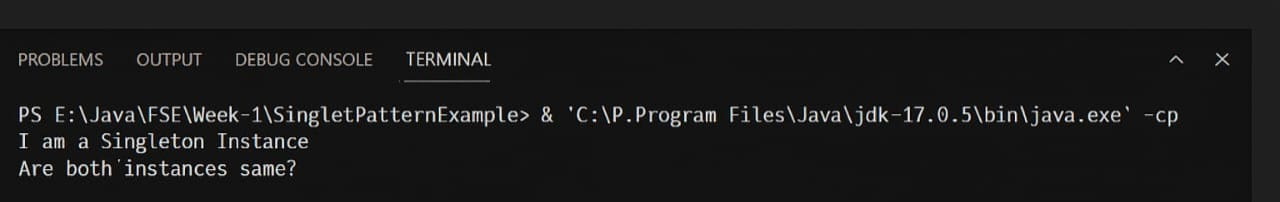 PROBLEMS OUTPUT DEBUG CONSOLE TERMINAL
PS E:\Java\FSE\Week-1\SingletPatternExample> & 'C:\P.Program Files\Java\jdk-17.0.5\bin\java.exe` -cp
I am a Singleton Instance
Are both instances same?